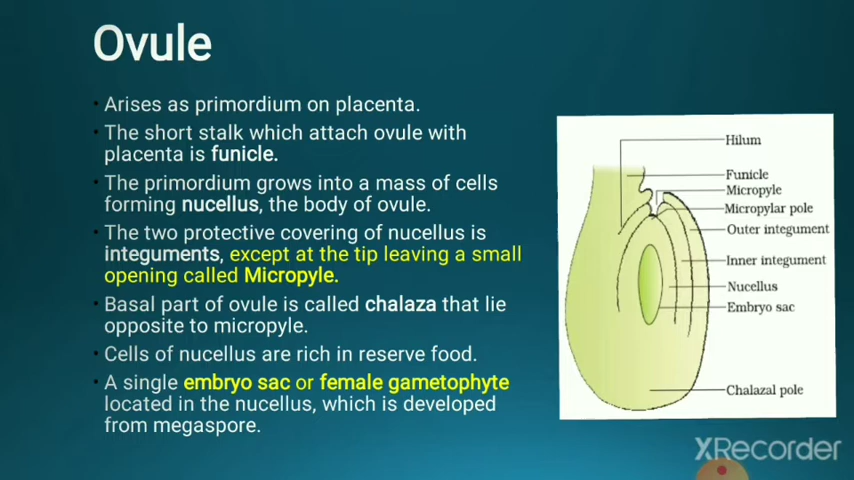 Ovule
• Arises as primordium on placenta.
• The short stalk which attach ovule with
placenta is funicle.
• The primordium grows into a mass of cells
forming nucellus, the body of ovule.
• The two protective covering of nucellus is
integuments, except at the tip leaving a small
opening called Micropyle.
• Basal part of ovule is called chalaza that lie
opposite to micropyle.
• Cells of nucellus are rich in reserve food.
• A single embryo sac or female gametophyte
located in the nucellus, which is developed
from megaspore.
Hilum
Funicle
Micropyle
Micropylar pole
Outer integument
Inner integument
Nucellus
Embryo sac
Chalazal pole
XRecorder